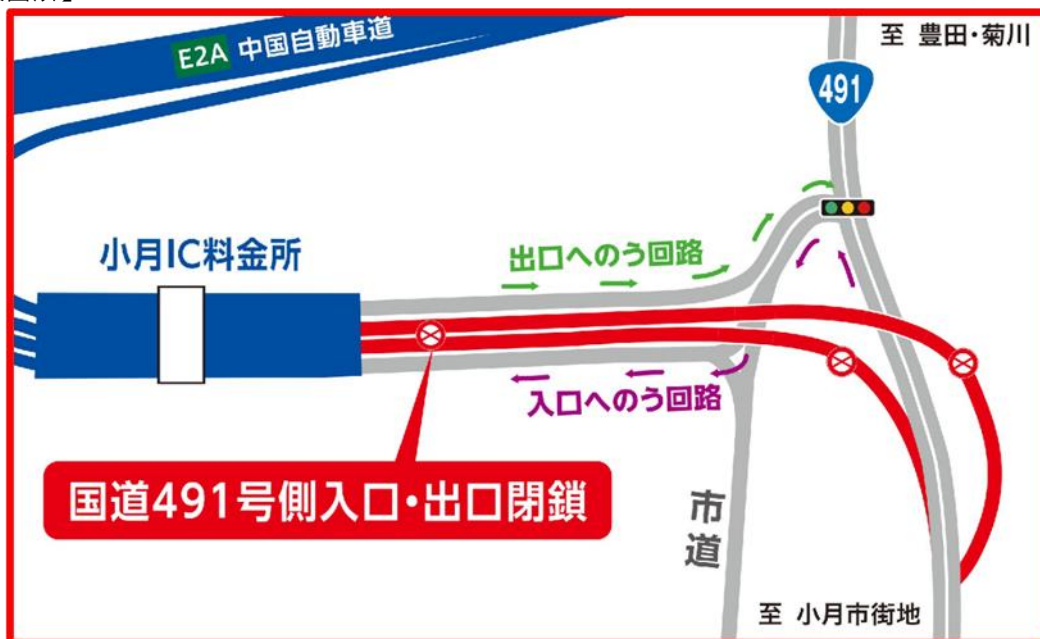 E2A 中国自動車道
至 豊田・菊川
491
小月IC料金所
出口へのう回路
入口へのう回路
国道491号側入口・出口閉鎖
市道
至 小月市街地